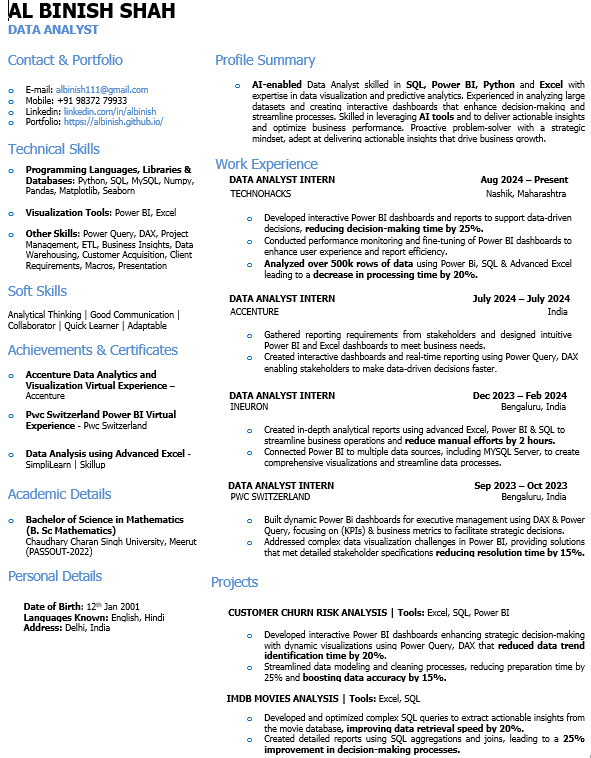 AL BINISH SHAH
DATA ANALYST
Contact & Portfolio
E-mail: albinish111@gmail.com
Mobile: +91 98372 79933
Linkedin: linkedin.com/in/albinish
Portfolio: https://albinish.github.io/
Technical Skills
Programming Languages, Libraries &
Databases: Python, SQL, MySQL, Numpy,
Pandas, Matplotlib, Seaborn
Visualization Tools: Power BI, Excel
Other Skills: Power Query, DAX, Project
Management, ETL, Business Insights, Data
Warehousing, Customer Acquisition, Client
Requirements, Macros, Presentation
Soft Skills
Analytical Thinking | Good Communication |
Collaborator | Quick Learner | Adaptable
Achievements & Certificates
Accenture Data Analytics and
Visualization Virtual Experience –
Accenture
Pwc Switzerland Power BI Virtual
Experience - Pwc Switzerland
Data Analysis using Advanced Excel -
SimpliLearn | Skillup
Academic Details
Bachelor of Science in Mathematics
(B. Sc Mathematics)
Chaudhary Charan Singh University, Meerut
(PASSOUT-2022)
Personal Details
Date of Birth: 12th Jan 2001
Languages Known: English, Hindi
Address: Delhi, India
Profile Summary
AI-enabled Data Analyst skilled in SQL, Power BI, Python and Excel with
expertise in data visualization and predictive analytics. Experienced in analyzing large
datasets and creating interactive dashboards that enhance decision-making and
streamline processes. Skilled in leveraging AI tools and to deliver actionable insights
and optimize business performance. Proactive problem-solver with a strategic
mindset, adept at delivering actionable insights that drive business growth.
Work Experience
DATA ANALYST INTERN Aug 2024 – Present
TECHNOHACKS Nashik, Maharashtra
Developed interactive Power BI dashboards and reports to support data-driven
decisions, reducing decision-making time by 25%.
Conducted performance monitoring and fine-tuning of Power BI dashboards to
enhance user experience and report efficiency.
Analyzed over 500k rows of data using Power Bi, SQL & Advanced Excel
leading to a decrease in processing time by 20%.
DATA ANALYST INTERN July 2024 – July 2024
ACCENTURE India
Gathered reporting requirements from stakeholders and designed intuitive
Power BI and Excel dashboards to meet business needs.
Created interactive dashboards and real-time reporting using Power Query, DAX
enabling stakeholders to make data-driven decisions faster.
DATA ANALYST INTERN Dec 2023 – Feb 2024
INEURON Bengaluru, India
Created in-depth analytical reports using advanced Excel, Power BI & SQL to
streamline business operations and reduce manual efforts by 2 hours.
Connected Power BI to multiple data sources, including MYSQL Server, to create
comprehensive visualizations and streamline data processes.
DATA ANALYST INTERN Sep 2023 – Oct 2023
PWC SWITZERLAND Bengaluru, India
Built dynamic Power Bi dashboards for executive management using DAX & Power
Query, focusing on (KPIs) & business metrics to facilitate strategic decisions.
Addressed complex data visualization challenges in Power BI, providing solutions
that met detailed stakeholder specifications reducing resolution time by 15%.
Projects
CUSTOMER CHURN RISK ANALYSIS | Tools: Excel, SQL, Power BI
Developed interactive Power BI dashboards enhancing strategic decision-making
with dynamic visualizations using Power Query, DAX that reduced data trend
identification time by 20%.
Streamlined data modeling and cleaning processes, reducing preparation time by
25% and boosting data accuracy by 15%.
IMDB MOVIES ANALYSIS | Tools: Excel, SQL
Developed and optimized complex SQL queries to extract actionable insights from
the movie database, improving data retrieval speed by 20%.
Created detailed reports using SQL aggregations and joins, leading to a 25%
improvement in decision-making processes.